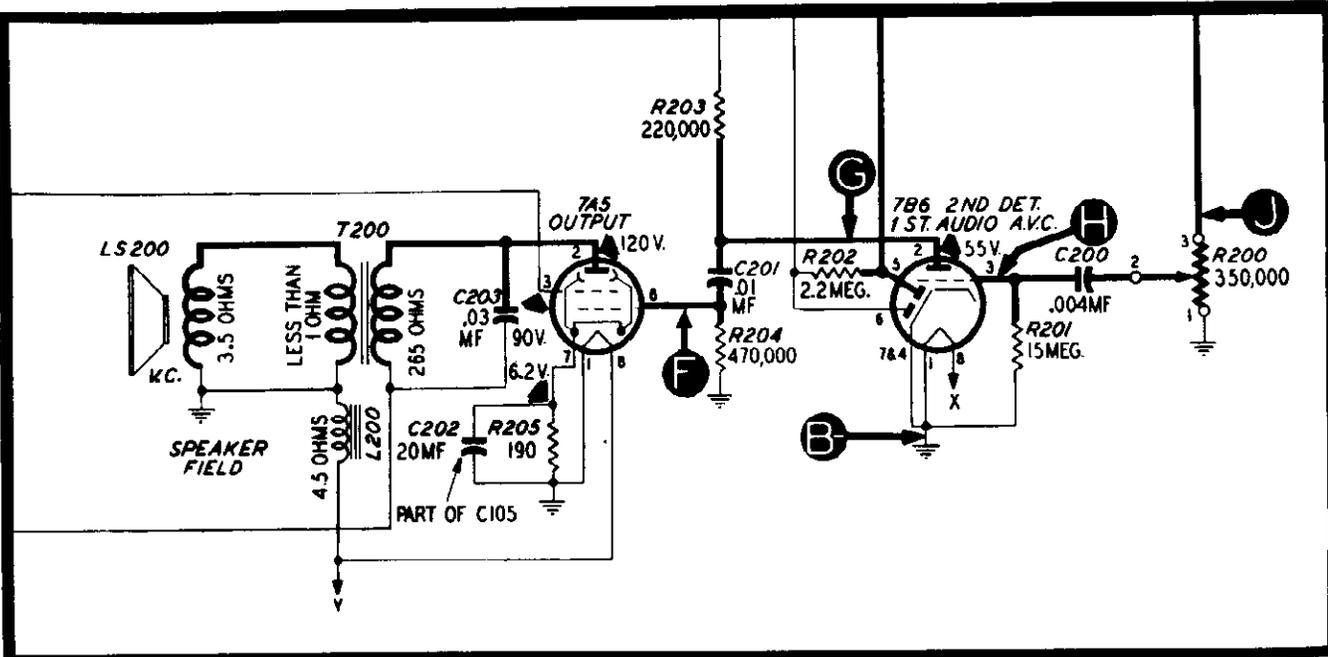 R203
220,000
G
7A5
OUTPUT
120 V.
7B6 2ND DET.
1 ST. AUDIO A.V.C.
55 V.
H
J
LS200
T200
3.5 OHMS
LESS THAN
1 OHM
265 OHMS
V.C.
C203
.03
MF
90V.
2
3
6
7
1
8
6.2 V.
C201
.01
MF
R202
2.2 MEG.
5
2
3
6
7&4
1
8
X
C200
.004MF
2
3
R200
350,000
1
R204
470,000
F
R201
15 MEG.
B-
SPEAKER
FIELD
4.5 OHMS
L200
C202
20MF
R205
190
PART OF C105
Y